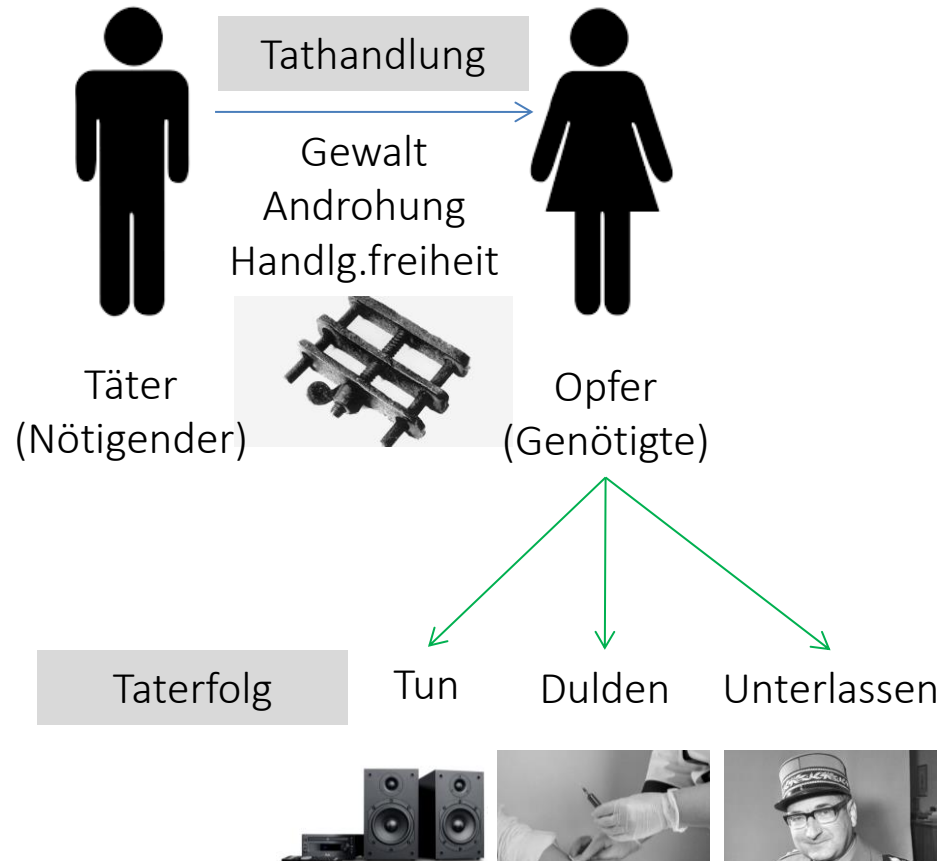 Tathandlung
Gewalt
Androhung
Handlg.freiheit
Täter
(Nötigender)
Opfer
(Genötigte)
Taterfolg
Tun
Dulden
Unterlassen